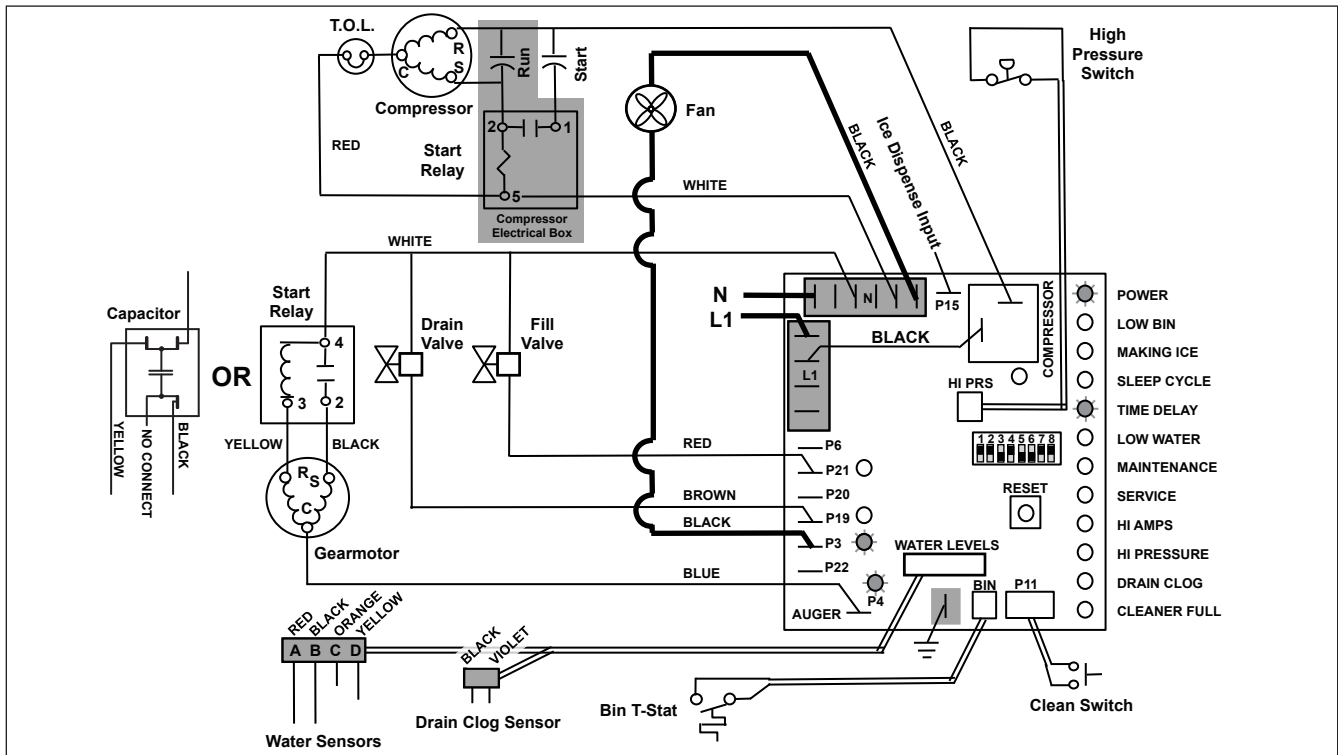 T.O.L.
R
S
C
Compressor
Run
Start
RED
Start
Relay
2
1
5
Compressor
Electrical Box
Fan
BLACK
Ice Dispense Input
BLACK
High
Pressure
Switch
WHITE
WHITE
Capacitor
YELLOW
NO CONNECT
BLACK
OR
Start
Relay
4
3
2
YELLOW
BLACK
R
S
C
Gearmotor
Drain
Valve
Fill
Valve
N
L1
N
P15
L1
BLACK
COMPRESSOR
HI PRS
1 2 3 4 5 6 7 8
RESET
POWER
LOW BIN
MAKING ICE
SLEEP CYCLE
TIME DELAY
LOW WATER
MAINTENANCE
SERVICE
HI AMPS
HI PRESSURE
DRAIN CLOG
CLEANER FULL
RED
BROWN
BLACK
BLUE
P6
P21
P20
P19
P3
P22
P4
AUGER
WATER LEVELS
BIN
P11
RED
BLACK
ORANGE
YELLOW
A B C D
Water Sensors
BLACK
VIOLET
Drain Clog Sensor
Bin T-Stat
Clean Switch